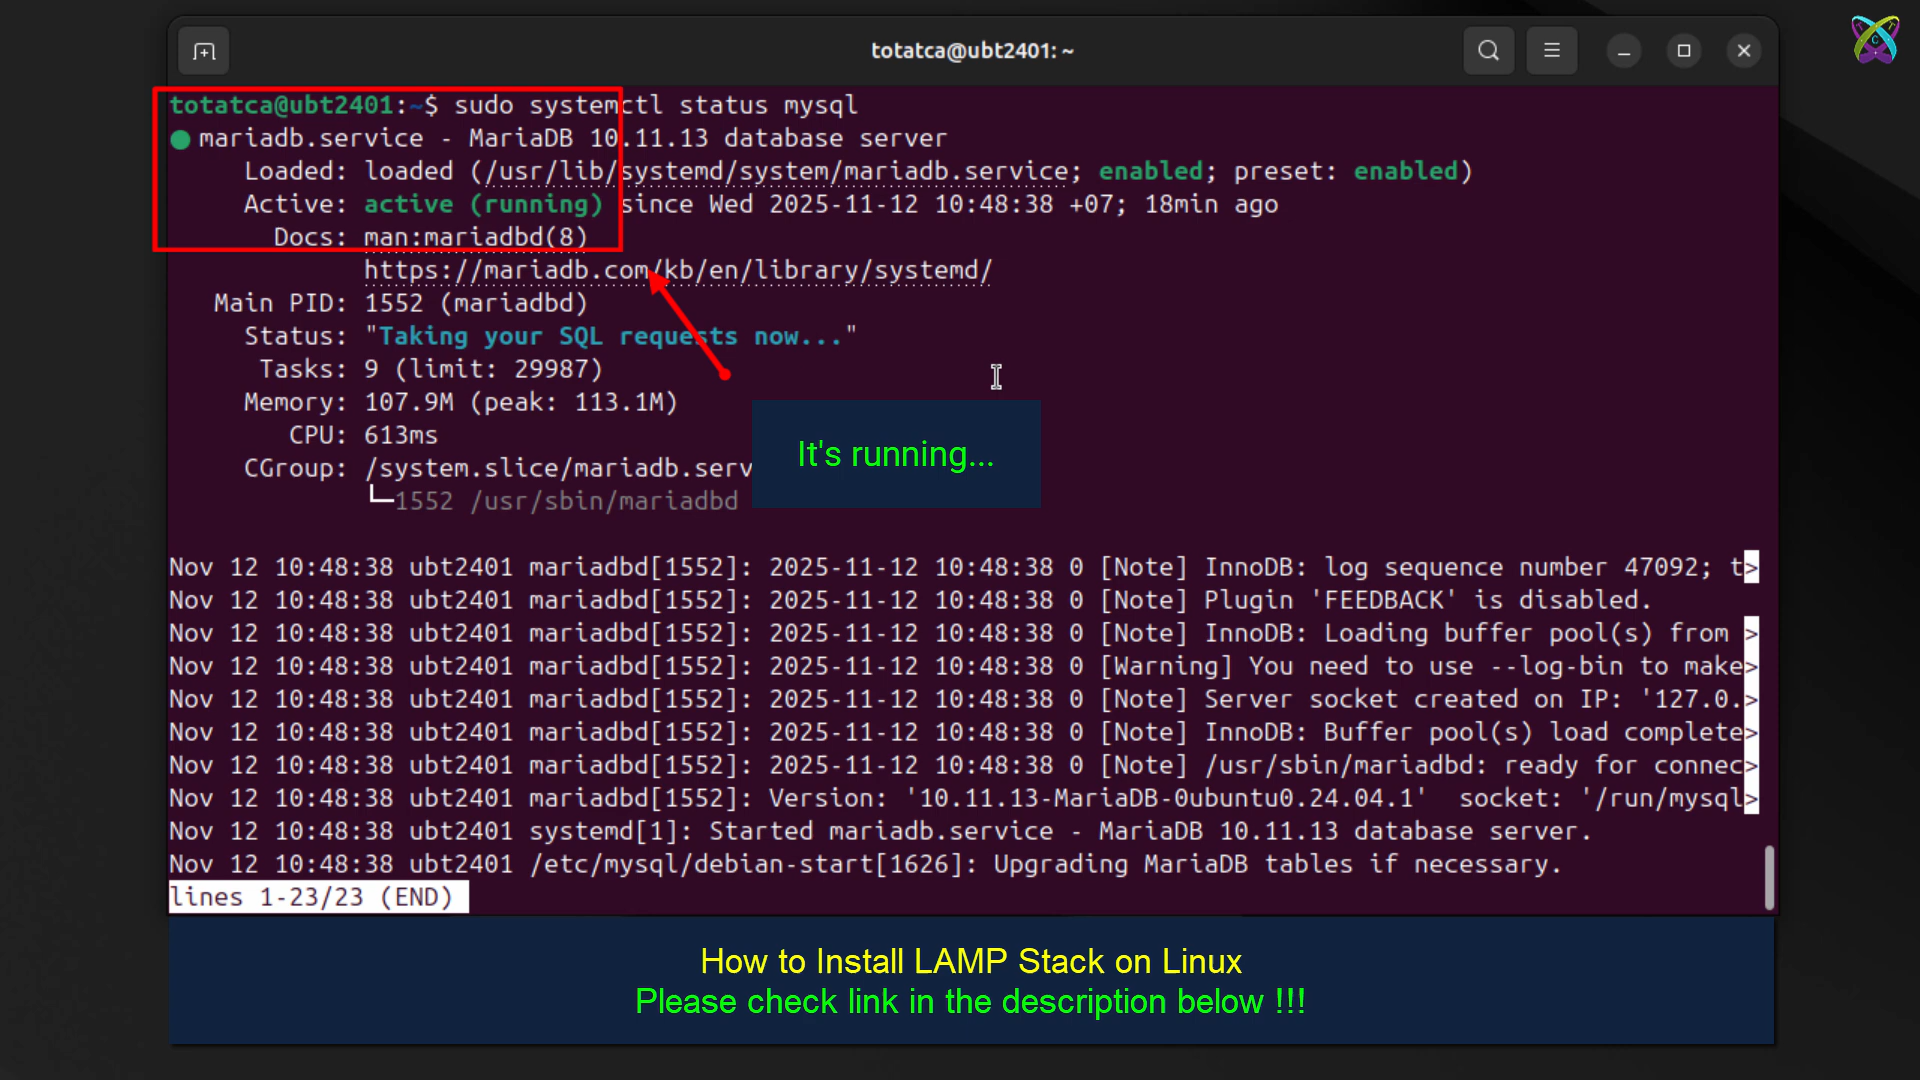 totatca@ubt2401: ~
totatca@ubt2401:~$ sudo systemctl status mysql
● mariadb.service - MariaDB 10.11.13 database server
Loaded: loaded (/usr/lib/systemd/system/mariadb.service; enabled; preset: enabled)
Active: active (running) since Wed 2025-11-12 10:48:38 +07; 18min ago
Docs: man:mariadbd(8)
https://mariadb.com/kb/en/library/systemd/
Main PID: 1552 (mariadbd)
Status: "Taking your SQL requests now..."
Tasks: 9 (limit: 29987)
Memory: 107.9M (peak: 113.1M)
CPU: 613ms
CGroup: /system.slice/mariadb.serv
└─1552 /usr/sbin/mariadbd
It's running...
Nov 12 10:48:38 ubt2401 mariadbd[1552]: 2025-11-12 10:48:38 0 [Note] InnoDB: log sequence number 47092; t>
Nov 12 10:48:38 ubt2401 mariadbd[1552]: 2025-11-12 10:48:38 0 [Note] Plugin 'FEEDBACK' is disabled.
Nov 12 10:48:38 ubt2401 mariadbd[1552]: 2025-11-12 10:48:38 0 [Note] InnoDB: Loading buffer pool(s) from >
Nov 12 10:48:38 ubt2401 mariadbd[1552]: 2025-11-12 10:48:38 0 [Warning] You need to use --log-bin to make>
Nov 12 10:48:38 ubt2401 mariadbd[1552]: 2025-11-12 10:48:38 0 [Note] Server socket created on IP: '127.0.>
Nov 12 10:48:38 ubt2401 mariadbd[1552]: 2025-11-12 10:48:38 0 [Note] InnoDB: Buffer pool(s) load complete>
Nov 12 10:48:38 ubt2401 mariadbd[1552]: 2025-11-12 10:48:38 0 [Note] /usr/sbin/mariadbd: ready for connec>
Nov 12 10:48:38 ubt2401 mariadbd[1552]: Version: '10.11.13-MariaDB-0ubuntu0.24.04.1'  socket: '/run/mysql>
Nov 12 10:48:38 ubt2401 systemd[1]: Started mariadb.service - MariaDB 10.11.13 database server.
Nov 12 10:48:38 ubt2401 /etc/mysql/debian-start[1626]: Upgrading MariaDB tables if necessary.
lines 1-23/23 (END)
How to Install LAMP Stack on Linux
Please check link in the description below !!!